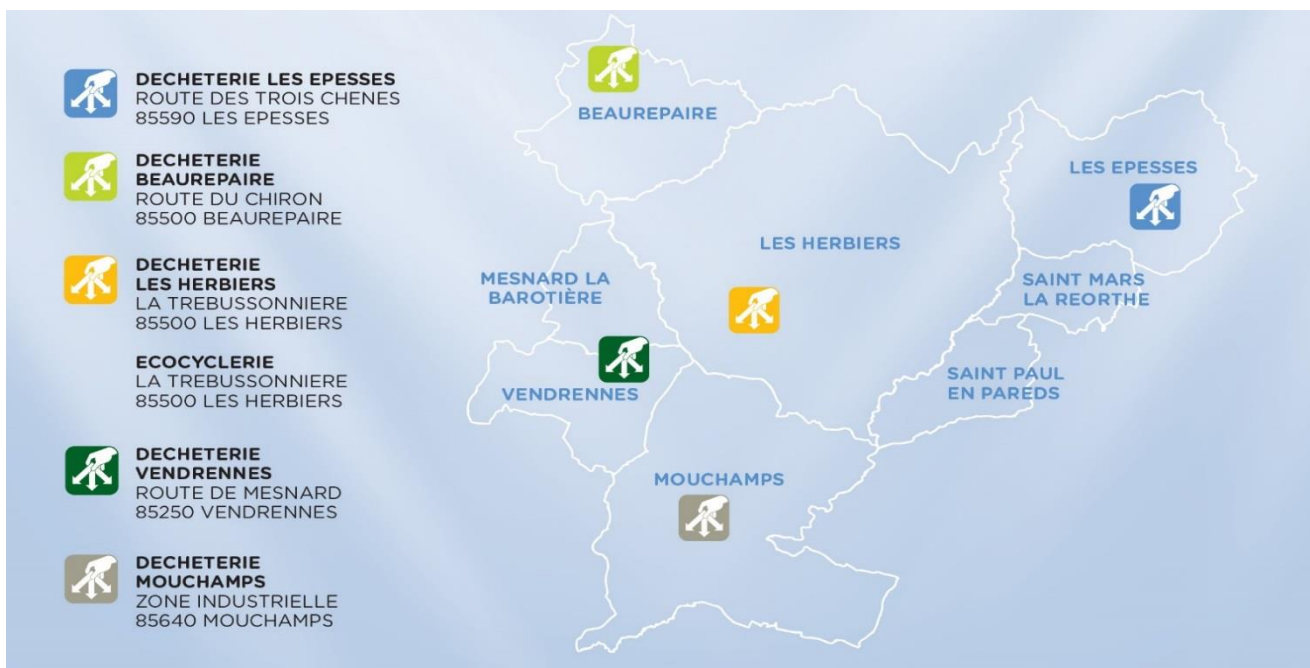 DECHETERIE LES EPESSES
ROUTE DES TROIS CHENES
85590 LES EPESSES
DECHETERIE
BEAUREPAIRE
ROUTE DU CHIRON
85500 BEAUREPAIRE
DECHETERIE
LES HERBIERS
LA TREBUSSONNIERE
85500 LES HERBIERS
ECOCYCLERIE
LA TREBUSSONNIERE
85500 LES HERBIERS
DECHETERIE
VENDRENNES
ROUTE DE MESNARD
85250 VENDRENNES
DECHETERIE
MOUCHAMPS
ZONE INDUSTRIELLE
85640 MOUCHAMPS
BEAUREPAIRE
LES EPESSES
LES HERBIERS
MESNARD LA
BAROTIÈRE
SAINT MARS
LA REORTHE
VENDRENNES
SAINT PAUL
EN PAREDS
MOUCHAMPS